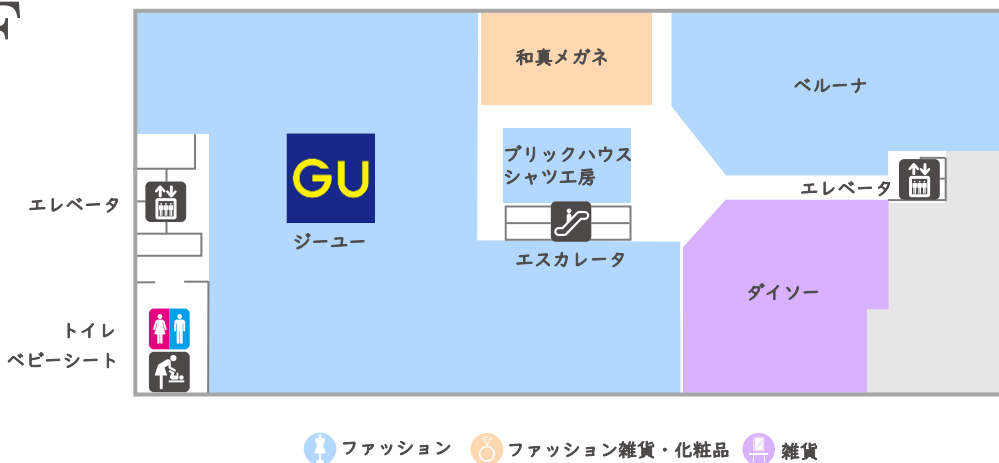 和真メガネ
ベルーナ
ブリックハウス
シャツ工房
GU
エレベータ
エレベータ
ジーユー
エスカレータ
ダイソー
トイレ
ベビーシート
ファッション
ファッション雑貨・化粧品
雑貨